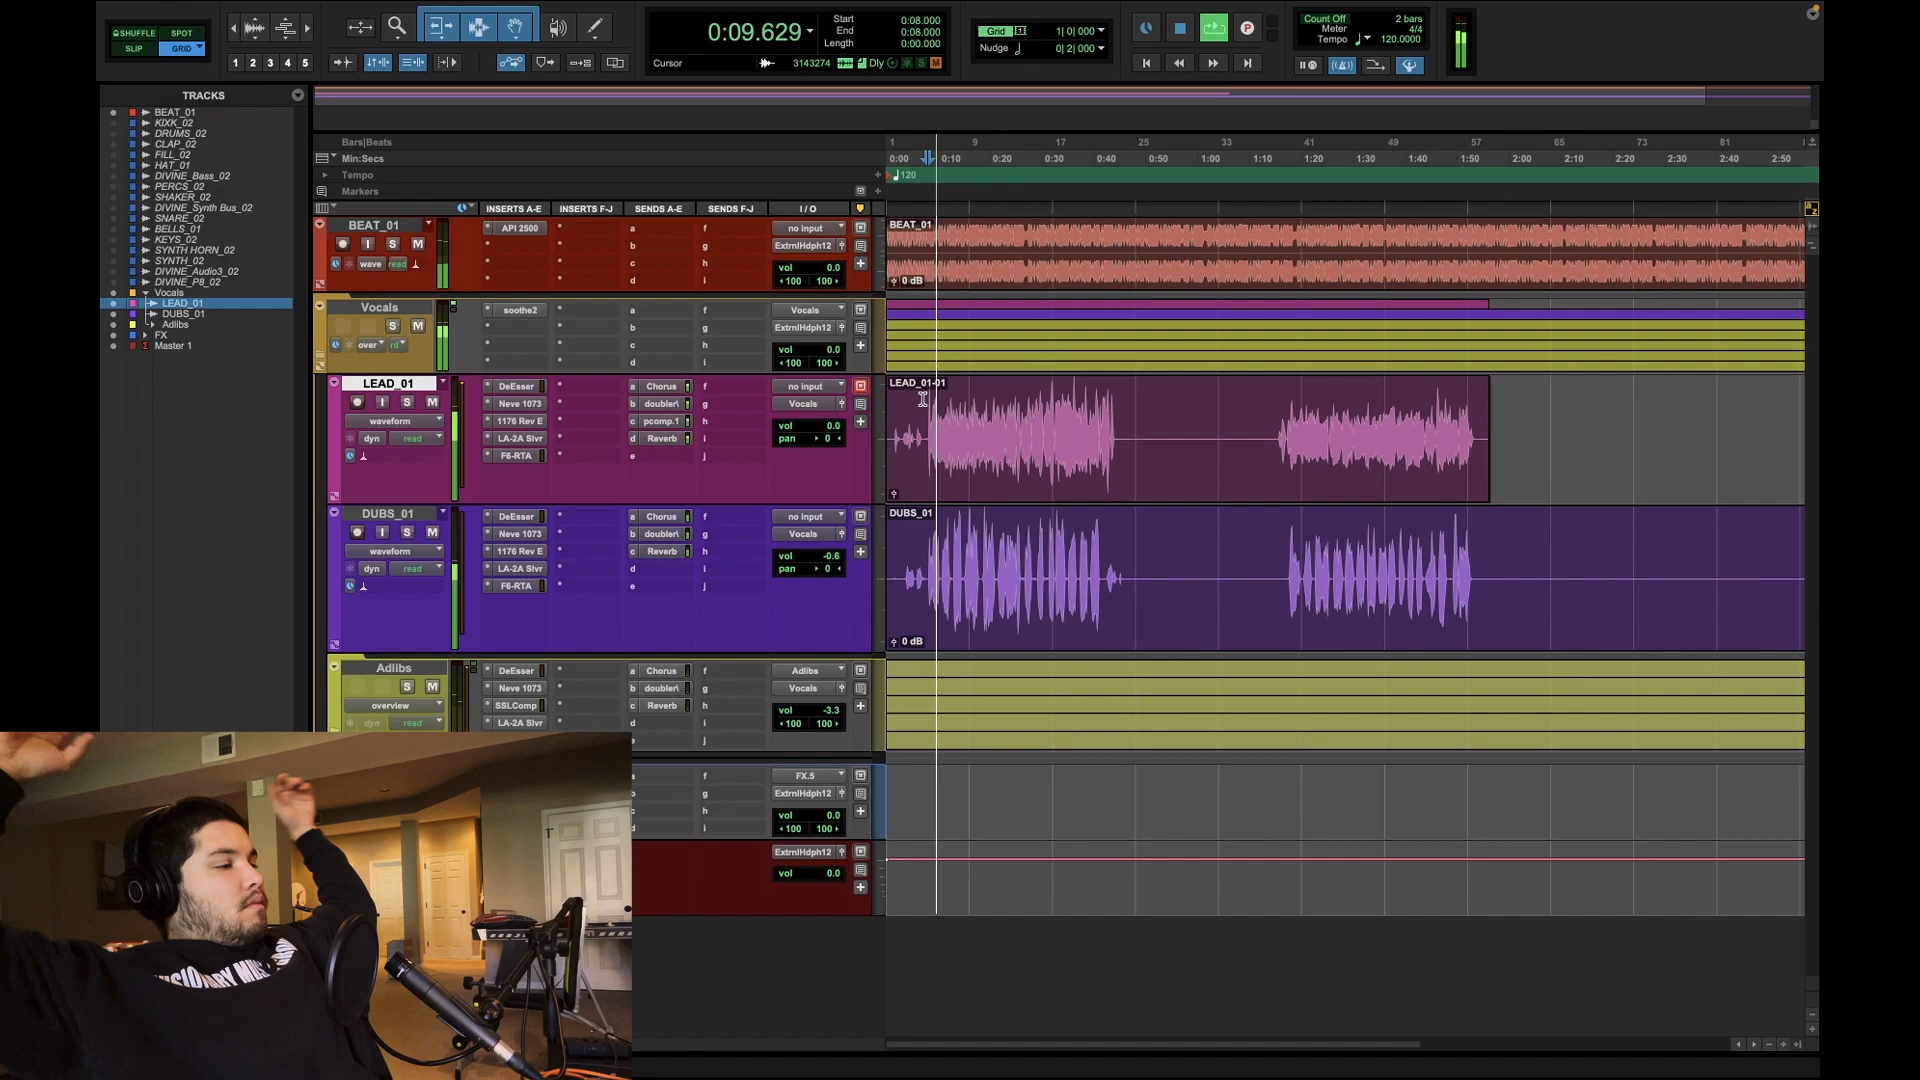 SHUFFLE SPOT
SLIP GRID
1 2 3 4 5
0:09.629
Start 0:08.000
End 0:08.000
Length 0:00.000
Cursor 3143274 Dly S M
Grid 1| 0| 000
Nudge 0| 2| 000
P
Count Off 2 bars
Meter 4/4
Tempo 120.0000
TRACKS
BEAT_01
KIXK_02
DRUMS_02
CLAP_02
FILL_02
HAT_01
DIVINE_Bass_02
PERCS_02
SHAKER_02
DIVINE_Synth Bus_02
SNARE_02
BELLS_01
KEYS_02
SYNTH HORN_02
SYNTH_02
DIVINE_Audio3_02
DIVINE_P8_02
Vocals
LEAD_01
DUBS_01
Adlibs
FX
Master 1
Bars|Beats 1 9 17 25 33 41 49 57 65 73 81
Min:Secs 0:00 0:10 0:20 0:30 0:40 0:50 1:00 1:10 1:20 1:30 1:40 1:50 2:00 2:10 2:20 2:30 2:40 2:50
Tempo 120
Markers
INSERTS A-E INSERTS F-J SENDS A-E SENDS F-J I / O
BEAT_01 API 2500 a f no input BEAT_01
I S M b g ExtrnlHdph12
wave read c h vol 0.0
d i 100 100 0 dB
Vocals soothe2 a f Vocals
S M b g ExtrnlHdph12
over rd c h vol 0.0
d i 100 100
LEAD_01 DeEsser a Chorus f no input LEAD_01-01
I S M Neve 1073 b doubler\ g Vocals
waveform 1176 Rev E c pcomp.1 h vol 0.0
dyn read LA-2A Slvr d Reverb i pan 0
F6-RTA e j
DUBS_01 DeEsser a Chorus f no input DUBS_01
I S M Neve 1073 b doubler\ g Vocals
waveform 1176 Rev E c Reverb h vol -0.6
dyn read LA-2A Slvr d i pan 0
F6-RTA e j
0 dB
Adlibs DeEsser a Chorus f Adlibs
S M Neve 1073 b doubler\ g Vocals
overview SSLComp c Reverb h vol -3.3
dyn read LA-2A Slvr d i 100 100
j
f FX.5
g ExtrnlHdph12
h vol 0.0
i 100 100
ExtrnlHdph12
vol 0.0